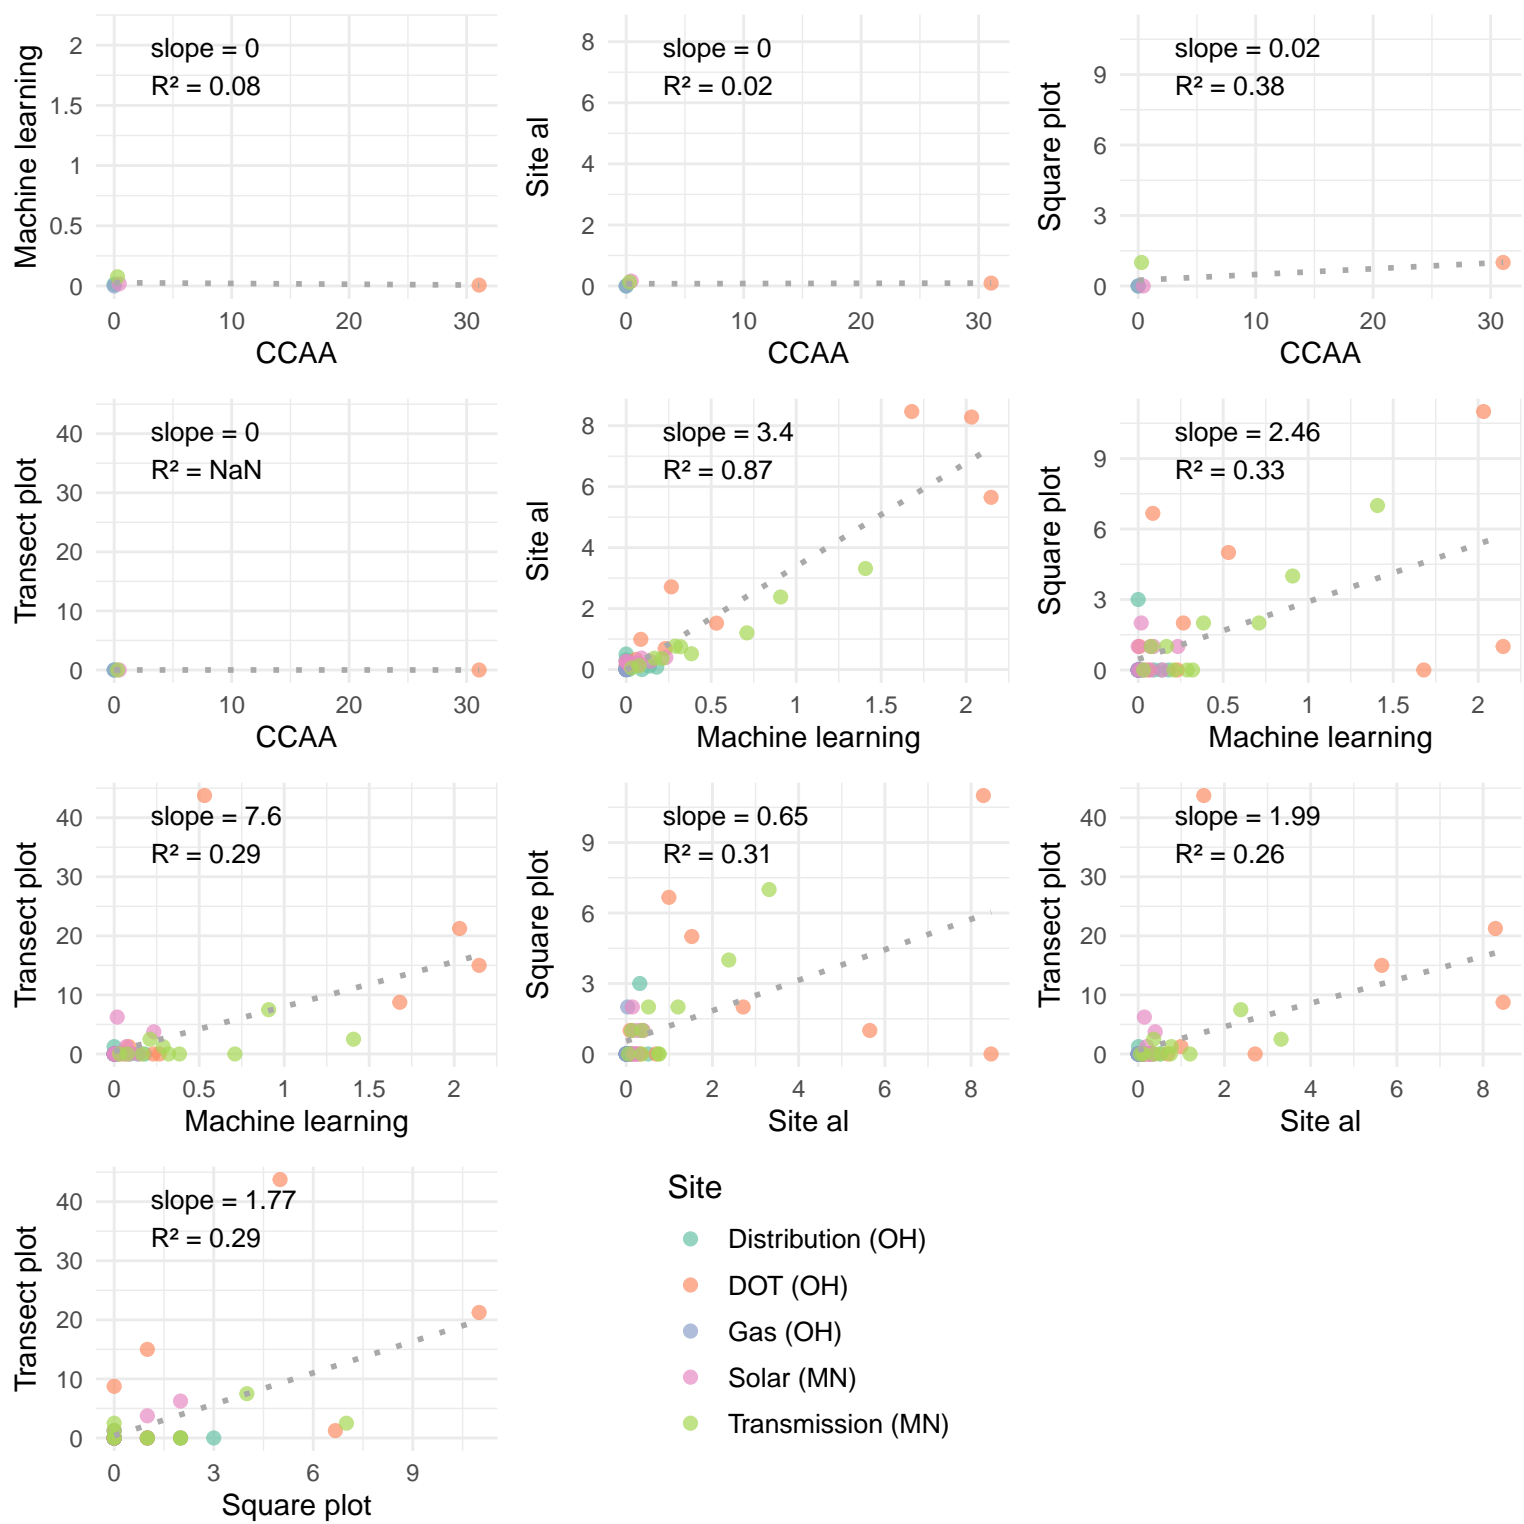 slope = 0
R² = 0.08
Machine learning
2
1.5
1
0.5
0
0 10 20 30
CCAA
slope = 0
R² = 0.02
Site al
8
6
4
2
0
0 10 20 30
CCAA
slope = 0.02
R² = 0.38
Square plot
9
6
3
0
0 10 20 30
CCAA
slope = 0
R² = NaN
Transect plot
40
30
20
10
0
0 10 20 30
CCAA
slope = 3.4
R² = 0.87
Site al
8
6
4
2
0
0 0.5 1 1.5 2
Machine learning
slope = 2.46
R² = 0.33
Square plot
9
6
3
0
0 0.5 1 1.5 2
Machine learning
slope = 7.6
R² = 0.29
Transect plot
40
30
20
10
0
0 0.5 1 1.5 2
Machine learning
slope = 0.65
R² = 0.31
Square plot
9
6
3
0
0 2 4 6 8
Site al
slope = 1.99
R² = 0.26
Transect plot
40
30
20
10
0
0 2 4 6 8
Site al
slope = 1.77
R² = 0.29
Transect plot
40
30
20
10
0
0 3 6 9
Square plot
Site
Distribution (OH)
DOT (OH)
Gas (OH)
Solar (MN)
Transmission (MN)